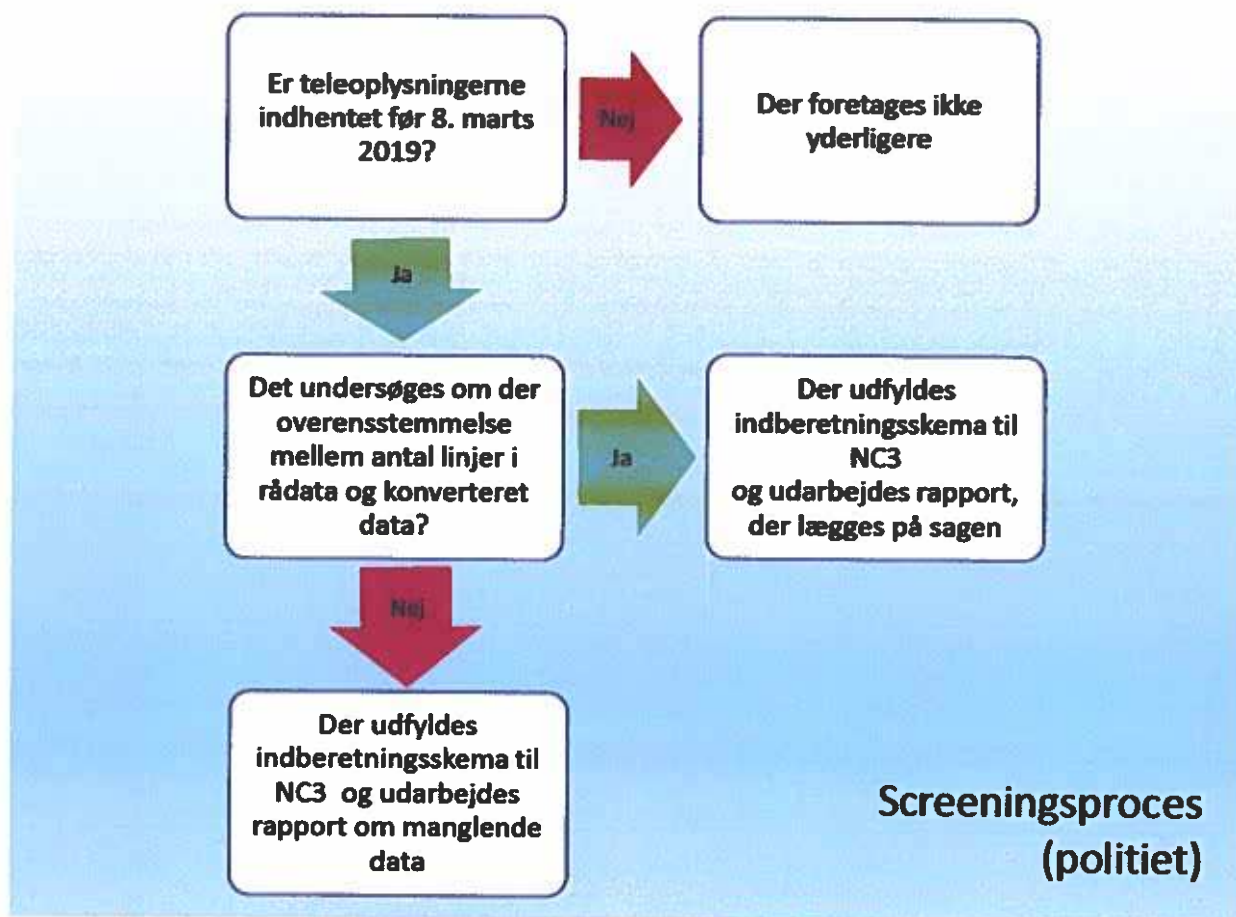 Er teleoplysningerne
indhentet før 8. marts
2019?
Nej
Der foretages ikke
yderligere
Ja
Det undersøges om der
overensstemmelse
mellem antal linjer i
rådata og konverteret
data?
Ja
Der udfyldes
indberetningsskema til
NC3
og udarbejdes rapport,
der lægges på sagen
Nej
Der udfyldes
indberetningsskema til
NC3 og udarbejdes
rapport om manglende
data
Screeningsproces
(politiet)